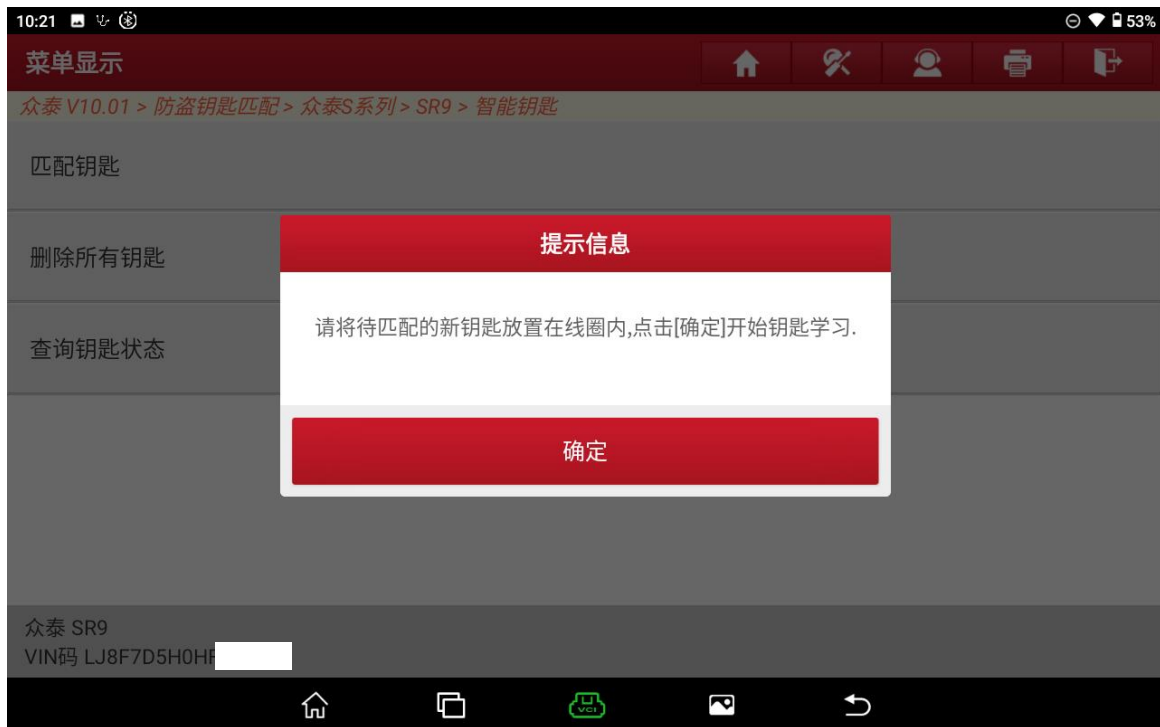 10:21
53%
菜单显示
众泰 V10.01 > 防盗钥匙匹配 > 众泰S系列 > SR9 > 智能钥匙
匹配钥匙
删除所有钥匙
查询钥匙状态
提示信息
请将待匹配的新钥匙放置在线圈内,点击[确定]开始钥匙学习.
确定
众泰 SR9
VIN码 LJ8F7D5H0H
VCI